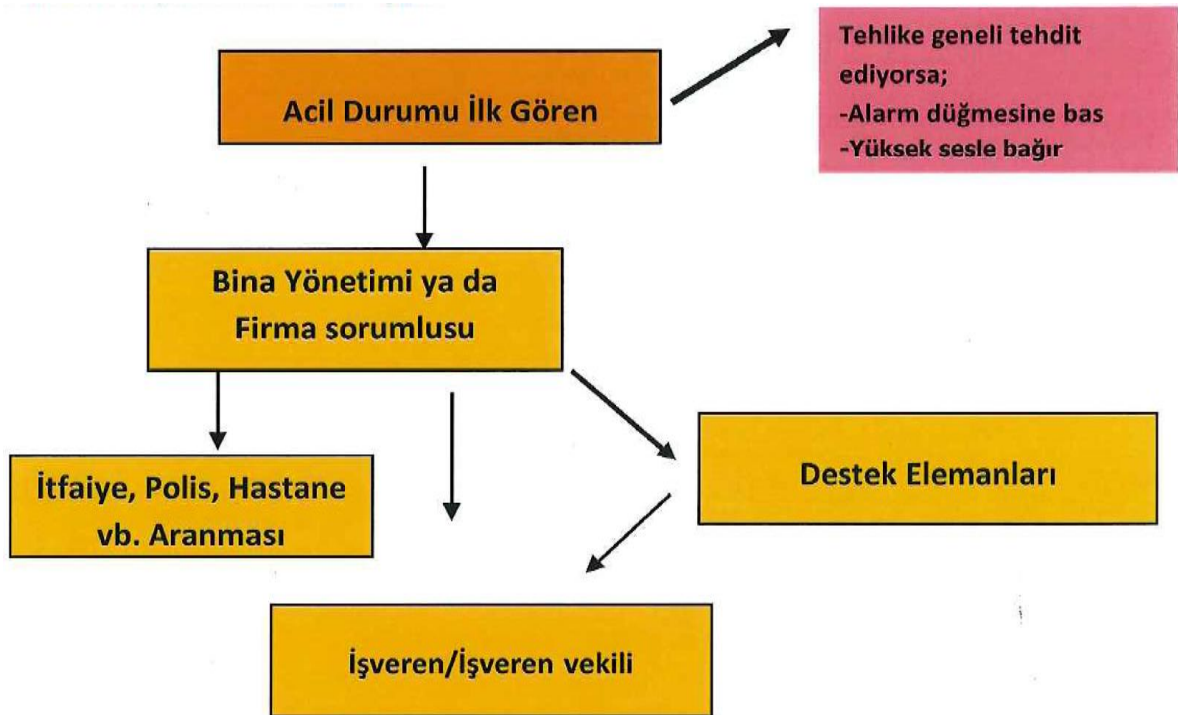 Tehlike geneli tehdit
ediyorsa;
-Alarm düğmesine bas
-Yüksek sesle bağır
Acil Durumu İlk Gören
Bina Yönetimi ya da
Firma sorumlusu
İtfaiye, Polis, Hastane
vb. Aranması
Destek Elemanları
İşveren/İşveren vekili